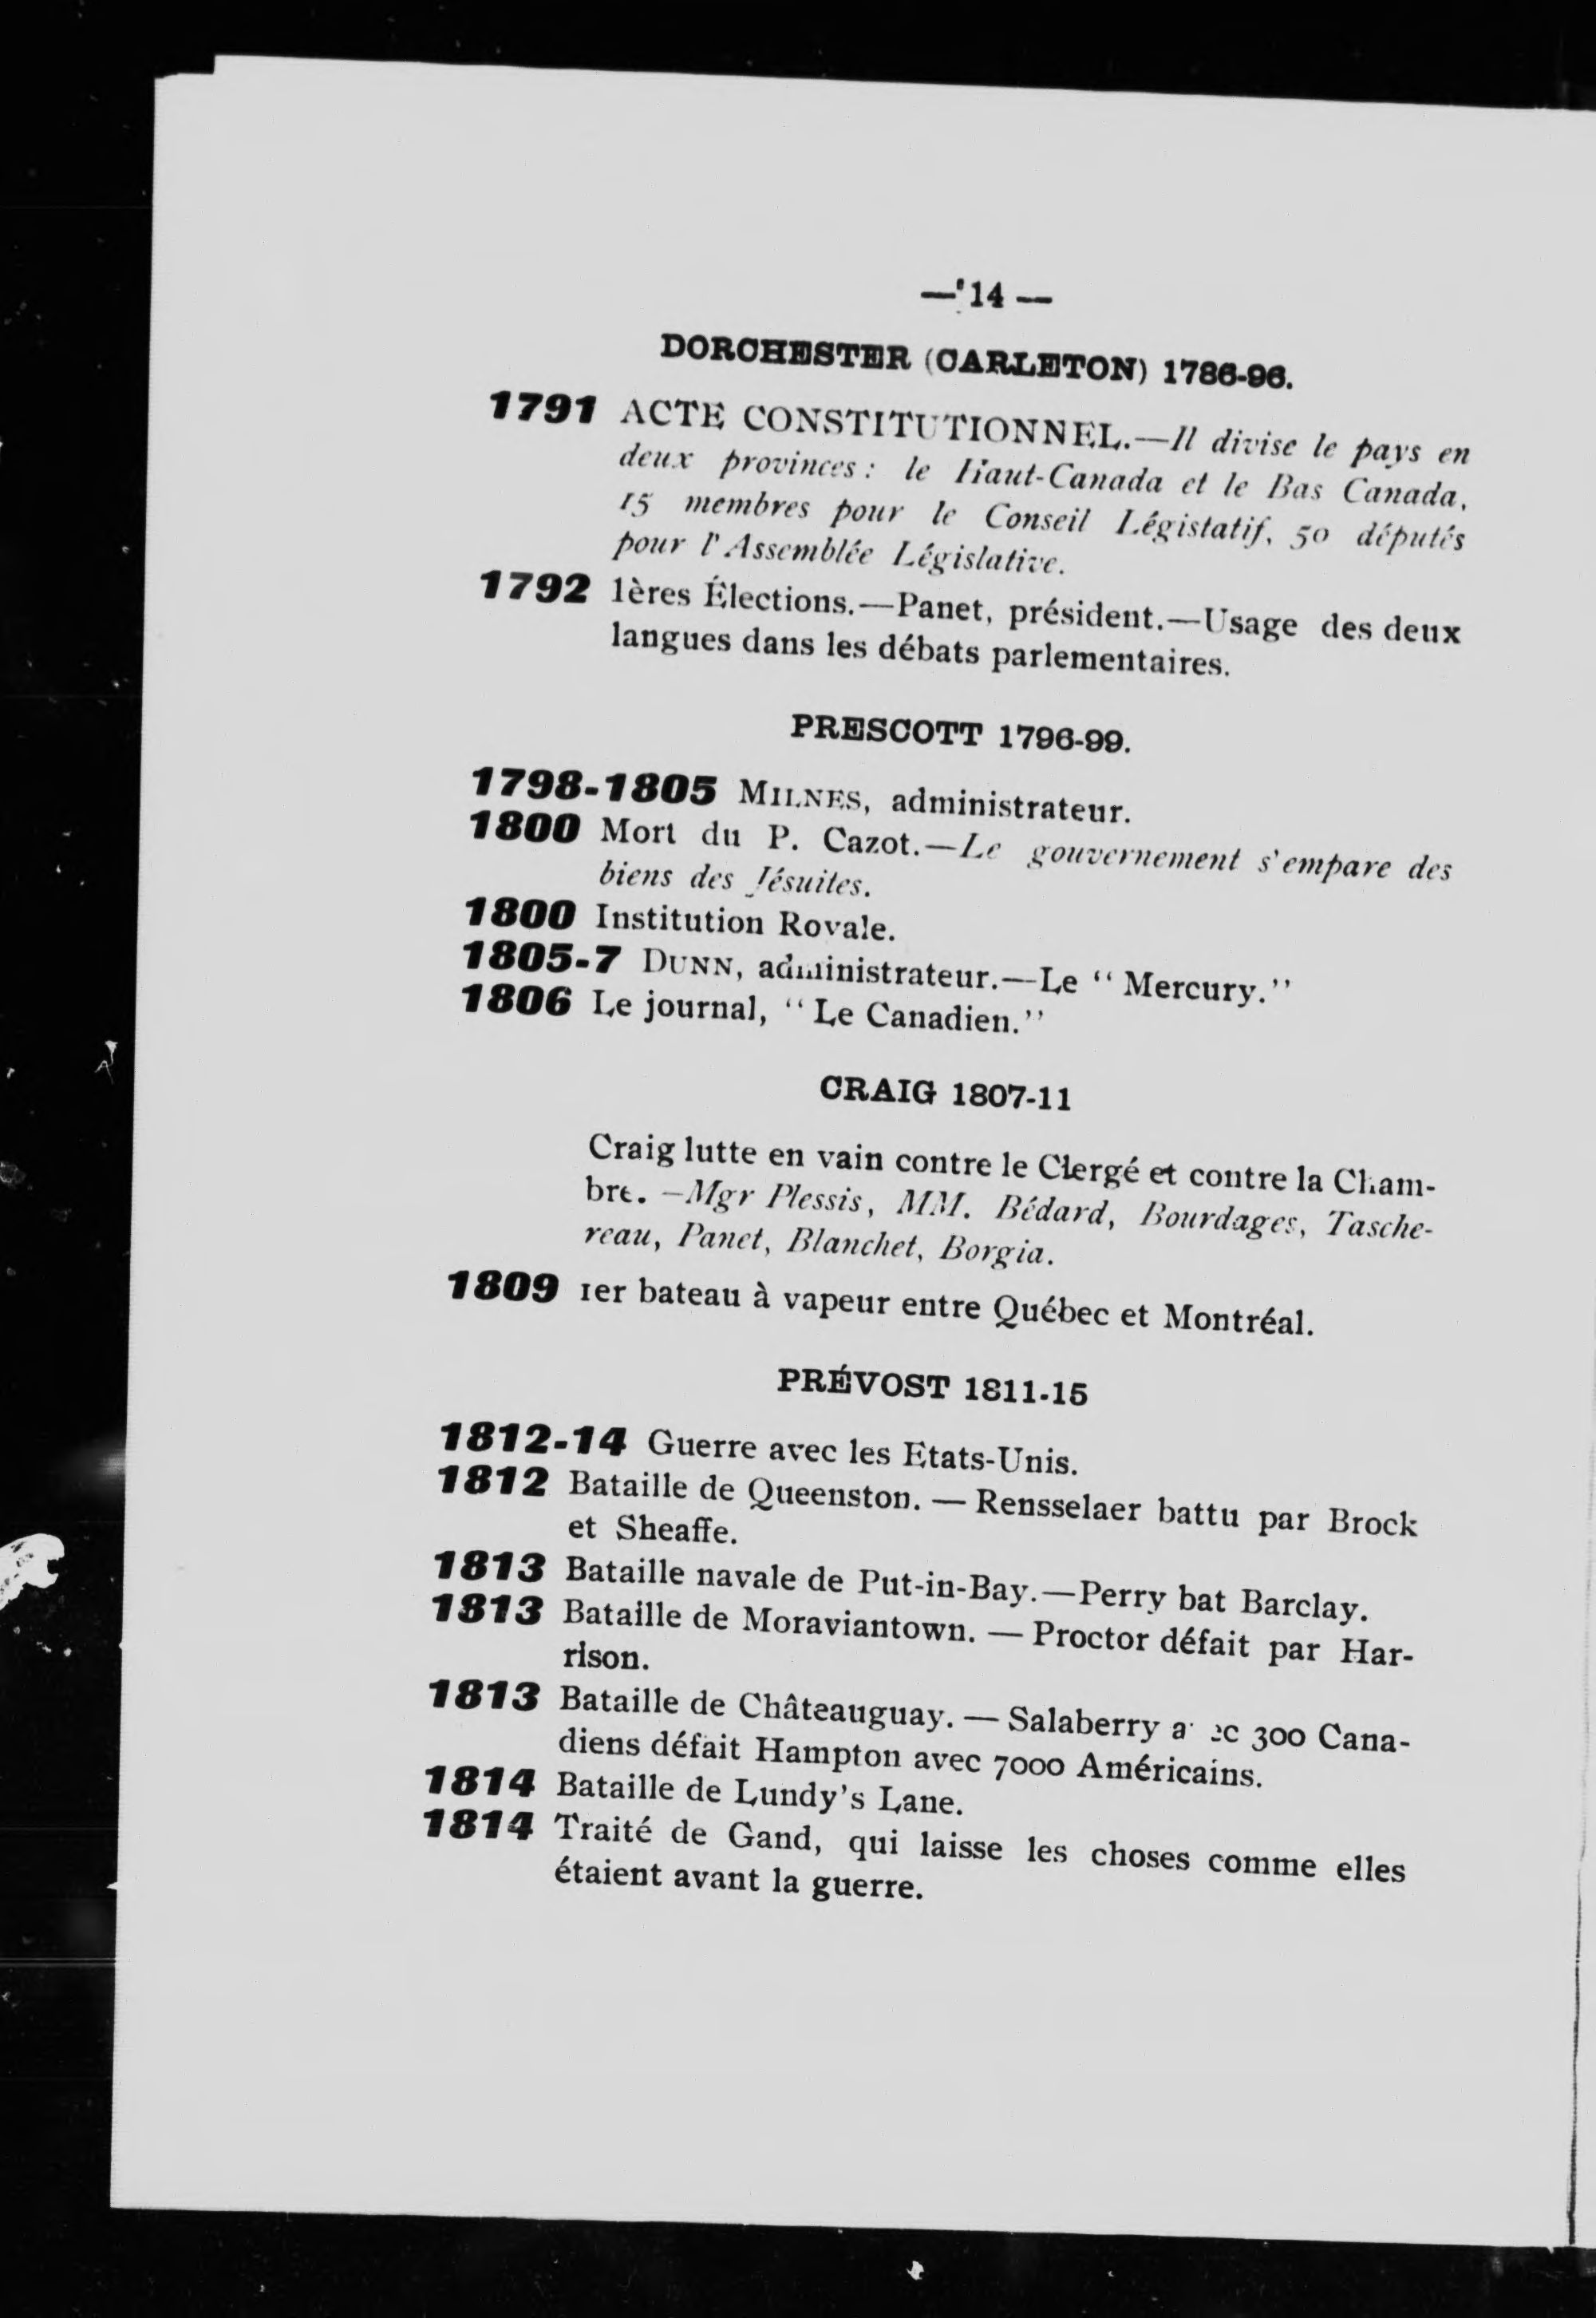 — 14 —
DORCHESTER (CARLETON) 1786-96.
1791 ACTE CONSTITUTIONNEL.—Il divise le pays en
deux provinces : le Haut-Canada et le Bas Canada,
15 membres pour le Conseil Légistatif, 50 députés
pour l'Assemblée Législative.
1792 1ères Élections.—Panet, président.—Usage des deux
langues dans les débats parlementaires.
PRESCOTT 1796-99.
1798-1805 MILNES, administrateur.
1800 Mort du P. Cazot.—Le gouvernement s'empare des
biens des Jésuites.
1800 Institution Royale.
1805-7 DUNN, administrateur.—Le “ Mercury.”
1806 Le journal, “ Le Canadien.”
CRAIG 1807-11
Craig lutte en vain contre le Clergé et contre la Cham-
bre. —Mgr Plessis, MM. Bédard, Bourdages, Tasche-
reau, Panet, Blanchet, Borgia.
1809 1er bateau à vapeur entre Québec et Montréal.
PRÉVOST 1811-15
1812-14 Guerre avec les Etats-Unis.
1812 Bataille de Queenston. — Rensselaer battu par Brock
et Sheaffe.
1813 Bataille navale de Put-in-Bay.—Perry bat Barclay.
1813 Bataille de Moraviantown. — Proctor défait par Har-
rison.
1813 Bataille de Châteauguay. — Salaberry avec 300 Cana-
diens défait Hampton avec 7000 Américains.
1814 Bataille de Lundy's Lane.
1814 Traité de Gand, qui laisse les choses comme elles
étaient avant la guerre.